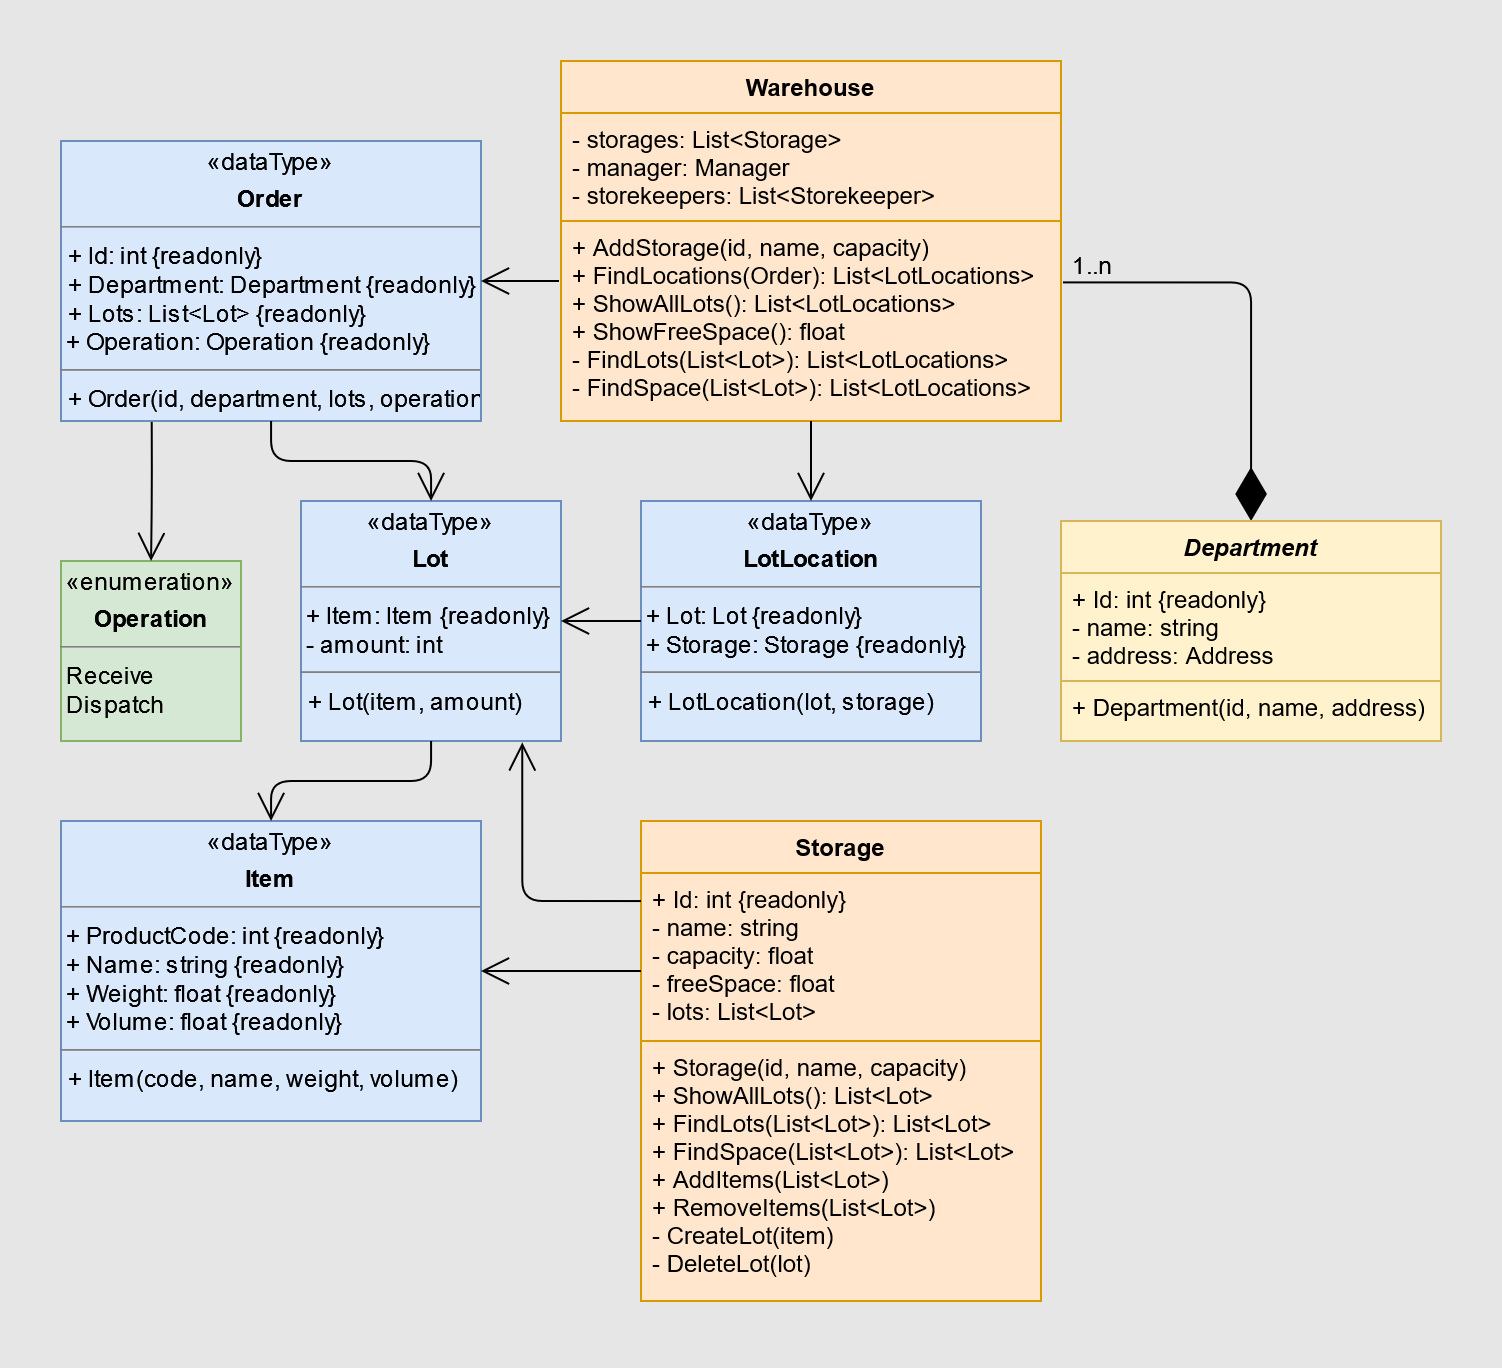 Warehouse
- storages: List<Storage>
- manager: Manager
- storekeepers: List<Storekeeper>
+ AddStorage(id, name, capacity)
+ FindLocations(Order): List<LotLocations>
+ ShowAllLots(): List<LotLocations>
+ ShowFreeSpace(): float
- FindLots(List<Lot>): List<LotLocations>
- FindSpace(List<Lot>): List<LotLocations>
«dataType»
Order
+ Id: int {readonly}
+ Department: Department {readonly}
+ Lots: List<Lot> {readonly}
+ Operation: Operation {readonly}
+ Order(id, department, lots, operation
1..n
«enumeration»
Operation
Receive
Dispatch
«dataType»
Lot
+ Item: Item {readonly}
- amount: int
+ Lot(item, amount)
«dataType»
LotLocation
+ Lot: Lot {readonly}
+ Storage: Storage {readonly}
+ LotLocation(lot, storage)
Department
+ Id: int {readonly}
- name: string
- address: Address
+ Department(id, name, address)
«dataType»
Item
+ ProductCode: int {readonly}
+ Name: string {readonly}
+ Weight: float {readonly}
+ Volume: float {readonly}
+ Item(code, name, weight, volume)
Storage
+ Id: int {readonly}
- name: string
- capacity: float
- freeSpace: float
- lots: List<Lot>
+ Storage(id, name, capacity)
+ ShowAllLots(): List<Lot>
+ FindLots(List<Lot>): List<Lot>
+ FindSpace(List<Lot>): List<Lot>
+ AddItems(List<Lot>)
+ RemoveItems(List<Lot>)
- CreateLot(item)
- DeleteLot(lot)